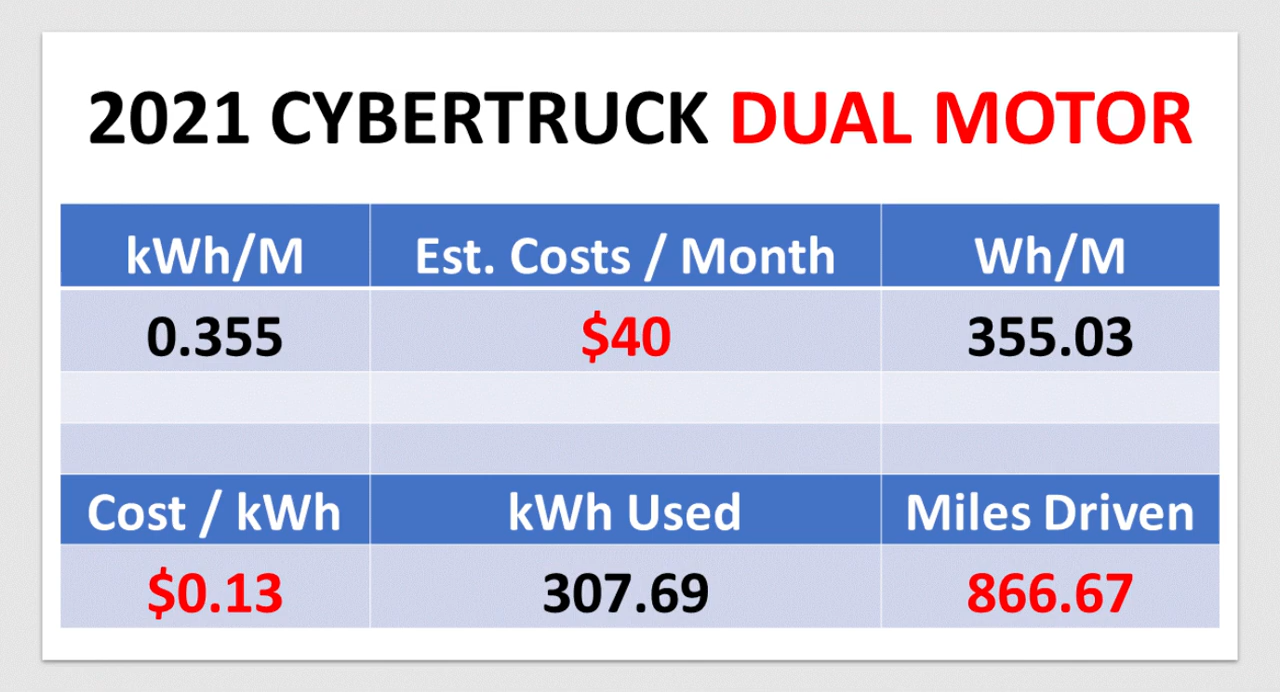 2021 CYBERTRUCK DUAL MOTOR
kWh/M Est. Costs / Month Wh/M
0.355 $40 355.03
Cost / kWh kWh Used Miles Driven
$0.13 307.69 866.67